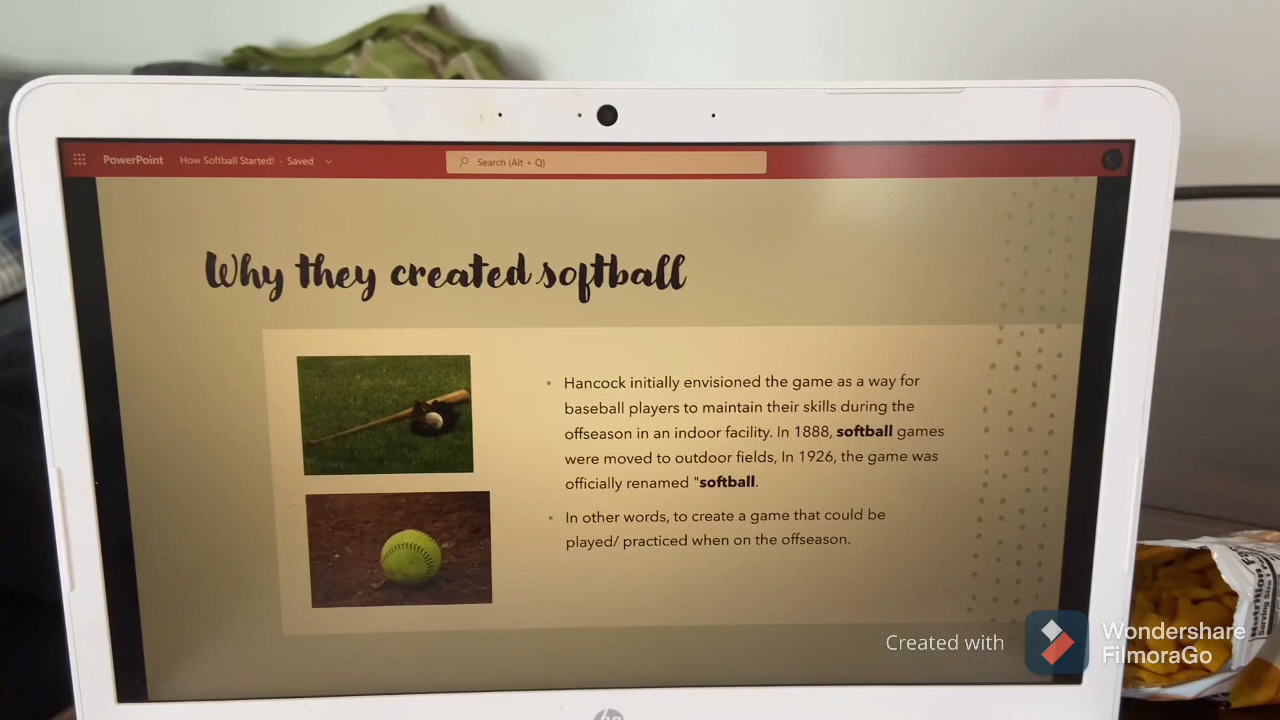 PowerPoint
How Softball Started! - Saved
Search (Alt + Q)
Why they created softball
• Hancock initially envisioned the game as a way for
baseball players to maintain their skills during the
offseason in an indoor facility. In 1888, softball games
were moved to outdoor fields, In 1926, the game was
officially renamed "softball.
• In other words, to create a game that could be
played/ practiced when on the offseason.
Created with
Wondershare
FilmoraGo
hp
Nutrition